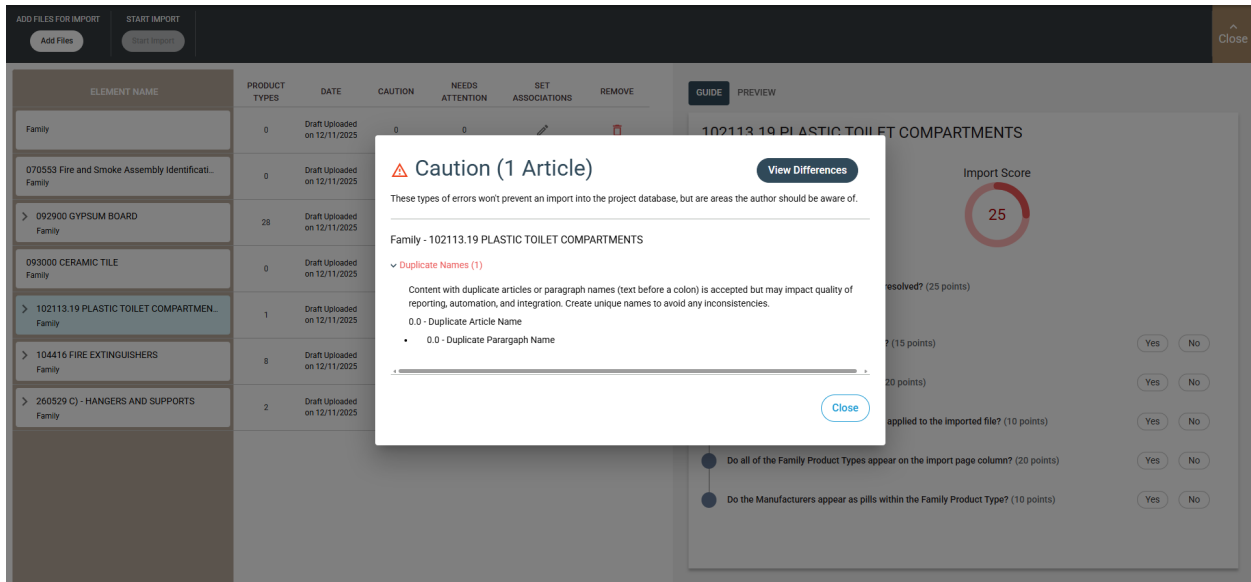 ADD FILES FOR IMPORT
START IMPORT
Add Files
Start Import
Close
ELEMENT NAME
PRODUCT TYPES
DATE
CAUTION
NEEDS ATTENTION
SET ASSOCIATIONS
REMOVE
Family
0
Draft Uploaded
on 12/11/2025
0
0
070553 Fire and Smoke Assembly Identificati..
Family
0
Draft Uploaded
on 12/11/2025
092900 GYPSUM BOARD
Family
28
Draft Uploaded
on 12/11/2025
093000 CERAMIC TILE
Family
0
Draft Uploaded
on 12/11/2025
102113.19 PLASTIC TOILET COMPARTMEN..
Family
1
Draft Uploaded
on 12/11/2025
104416 FIRE EXTINGUISHERS
Family
8
Draft Uploaded
on 12/11/2025
260529 C) - HANGERS AND SUPPORTS
Family
2
Draft Uploaded
on 12/11/2025
Caution (1 Article)
View Differences
These types of errors won't prevent an import into the project database, but are areas the author should be aware of.
Family - 102113.19 PLASTIC TOILET COMPARTMENTS
Duplicate Names (1)
Content with duplicate articles or paragraph names (text before a colon) is accepted but may impact quality of
reporting, automation, and integration. Create unique names to avoid any inconsistencies.
0.0 - Duplicate Article Name
• 0.0 - Duplicate Parargaph Name
Close
GUIDE
PREVIEW
102113.19 PLASTIC TOILET COMPARTMENTS
Import Score
25
resolved? (25 points)
? (15 points)
Yes
No
20 points)
Yes
No
applied to the imported file? (10 points)
Yes
No
Do all of the Family Product Types appear on the import page column? (20 points)
Yes
No
Do the Manufacturers appear as pills within the Family Product Type? (10 points)
Yes
No